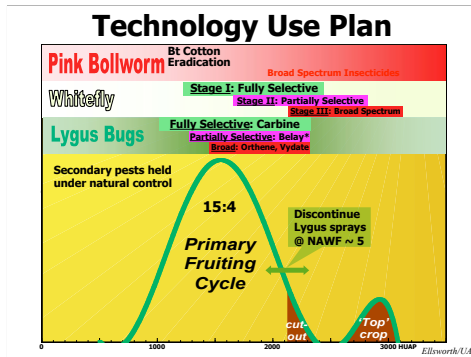 Technology Use Plan
Bt Cotton
Eradication
Pink Bollworm
Broad Spectrum Insecticides
Whitefly
Stage I: Fully Selective
Stage II: Partially Selective
Stage III: Broad Spectrum
Lygus Bugs
Fully Selective: Carbine
Partially Selective: Belay*
Broad: Orthene, Vydate
Secondary pests held
under natural control
15:4
Primary
Fruiting
Cycle
Discontinue
Lygus sprays
@ NAWF ~ 5
cut-
out
'Top'
crop
0
1000
2000
3000 HUAP
Ellsworth/UA